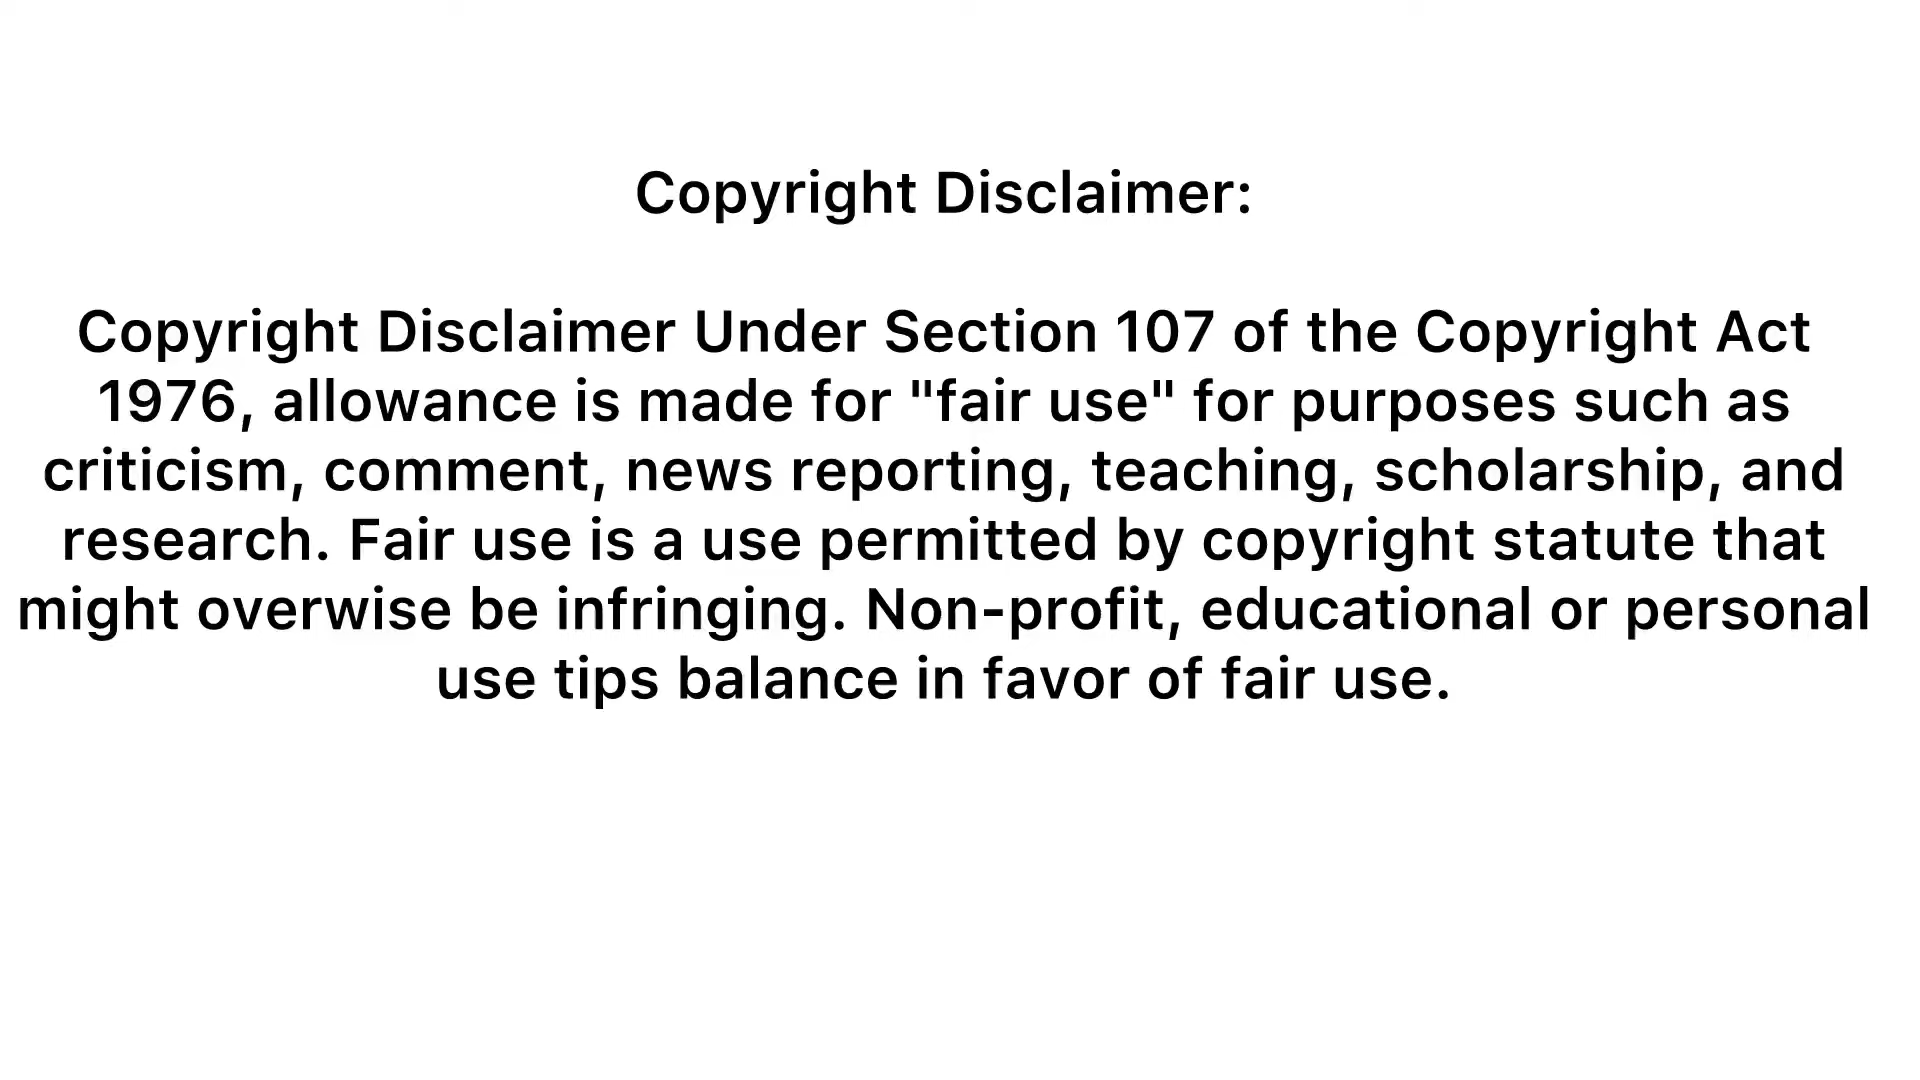 Copyright Disclaimer:
Copyright Disclaimer Under Section 107 of the Copyright Act
1976, allowance is made for "fair use" for purposes such as
criticism, comment, news reporting, teaching, scholarship, and
research. Fair use is a use permitted by copyright statute that
might overwise be infringing. Non-profit, educational or personal
use tips balance in favor of fair use.